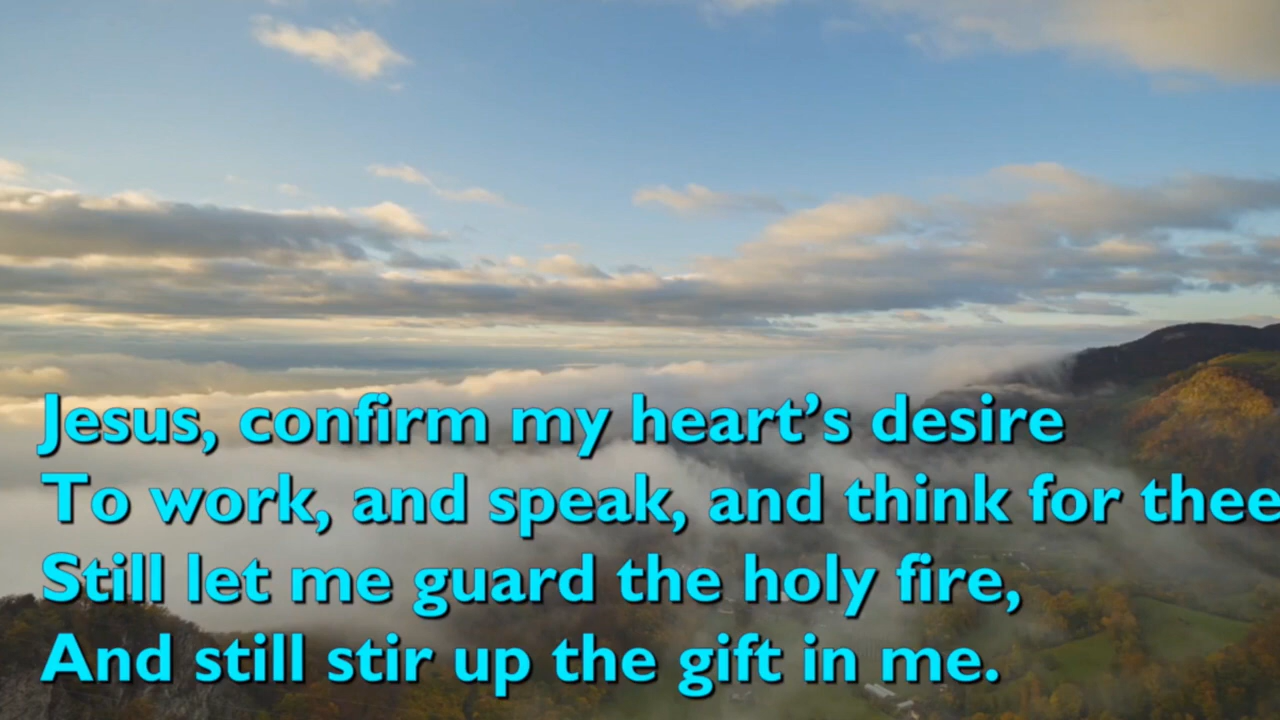 Jesus, confirm my heart’s desire
To work, and speak, and think for thee
Still let me guard the holy fire,
And still stir up the gift in me.